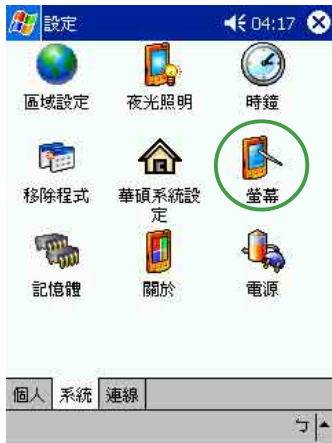 設定 04:17
區域設定 夜光照明 時鐘
移除程式 華碩系統設定 螢幕
記憶體 關於 電源
個人 系統 連線
ㄅ